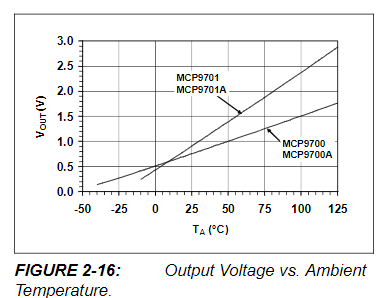 3.0
2.5
2.0
1.5
1.0
0.5
0.0
VOUT (V)
MCP9701
MCP9701A
MCP9700
MCP9700A
-50 -25 0 25 50 75 100 125
TA (°C)
FIGURE 2-16: Output Voltage vs. Ambient
Temperature.